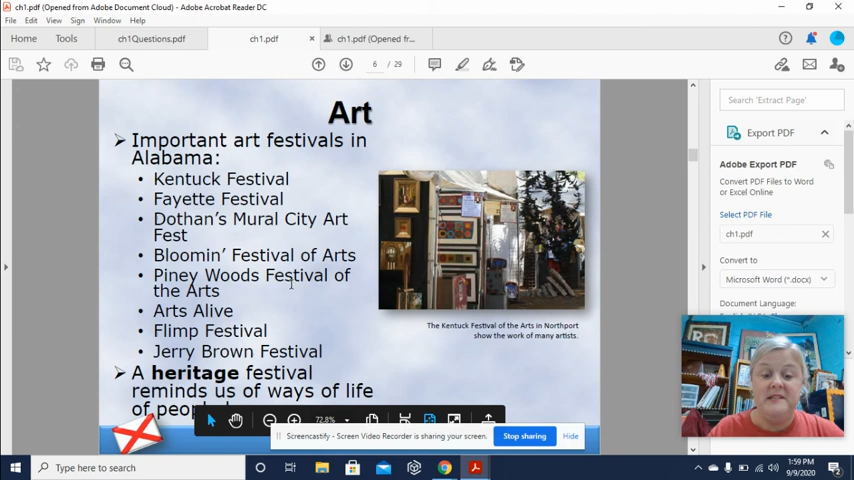 ch1.pdf (Opened from Adobe Document Cloud) - Adobe Acrobat Reader DC
File Edit View Sign Window Help
Home Tools ch1Questions.pdf ch1.pdf × ch1.pdf (Opened fr...
6 / 29
Art
Important art festivals in
Alabama:
• Kentuck Festival
• Fayette Festival
• Dothan's Mural City Art
Fest
• Bloomin' Festival of Arts
• Piney Woods Festival of
the Arts
• Arts Alive
• Flimp Festival
• Jerry Brown Festival
A heritage festival
reminds us of ways of life
The Kentuck Festival of the Arts in Northport
show the work of many artists.
72.8%
Screencastify - Screen Video Recorder is sharing your screen. Stop sharing Hide
Search 'Extract Page'
Export PDF
Adobe Export PDF
Convert PDF Files to Word
or Excel Online
Select PDF File
ch1.pdf
Convert to
Microsoft Word (*.docx)
Document Language:
Type here to search
1:59 PM
9/9/2020
2